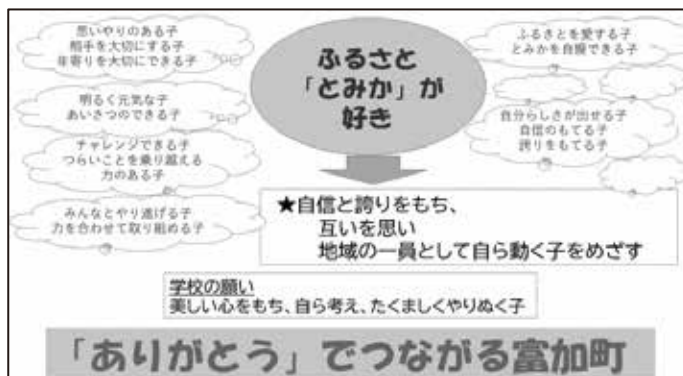 思いやりのある子
相手を大切にする子
年寄りを大切にできる子
明るく元気な子
あいさつのできる子
チャレンジできる子
つらいことを乗り越える
力のある子
みんなとやり遂げる子
力を合わせて取り組める子
ふるさと
「とみか」が
好き
ふるさとを愛する子
とみかを自慢できる子
自分らしさが出せる子
自信のもてる子
誇りをもてる子
★自信と誇りをもち、
互いを思い
地域の一員として自ら動く子をめざす
学校の願い
美しい心をもち、自ら考え、たくましくやりぬく子
「ありがとう」でつながる富加町